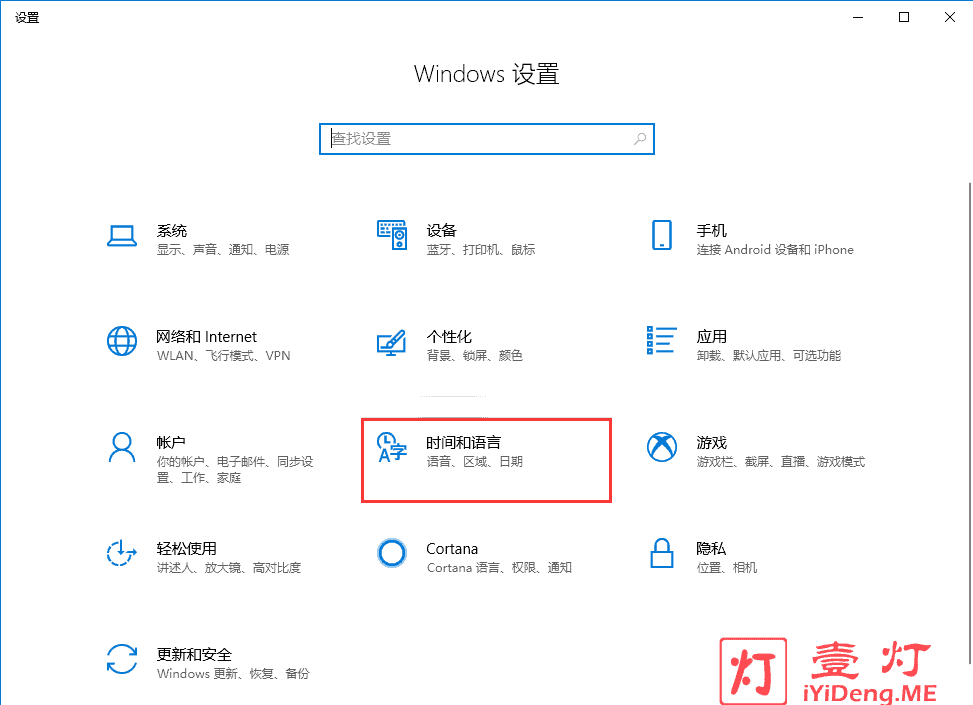 设置
Windows 设置
查找设置
系统
显示、声音、通知、电源
设备
蓝牙、打印机、鼠标
手机
连接 Android 设备和 iPhone
网络和 Internet
WLAN、飞行模式、VPN
个性化
背景、锁屏、颜色
应用
卸载、默认应用、可选功能
帐户
你的帐户、电子邮件、同步设
置、工作、家庭
时间和语言
语音、区域、日期
游戏
游戏栏、截屏、直播、游戏模式
轻松使用
讲述人、放大镜、高对比度
Cortana
Cortana 语言、权限、通知
隐私
位置、相机
更新和安全
Windows 更新、恢复、备份
灯
壹灯
iYiDeng.ME